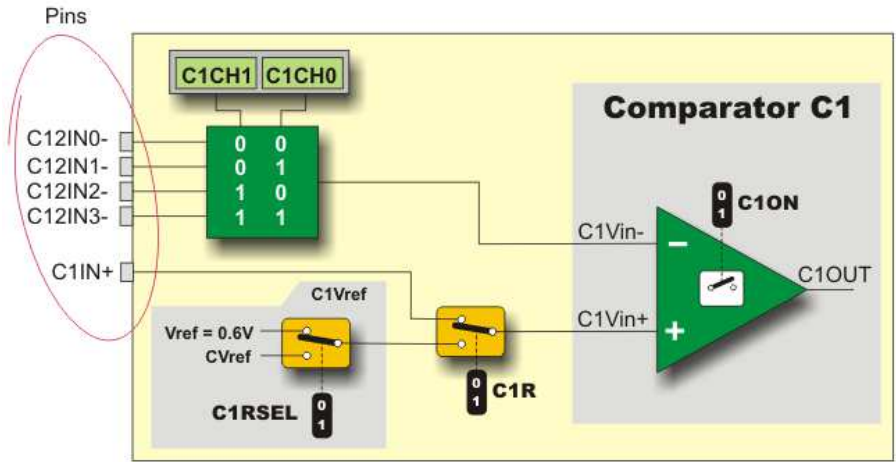 Pins
C1CH1 C1CH0
Comparator C1
C12IN0-
0 0
C12IN1-
0 1
C12IN2-
1 0
C12IN3-
1 1
0
1
C1ON
C1Vin-
−
C1IN+
C1OUT
C1Vref
C1Vin+
+
Vref = 0.6V
CVref
0
1
C1R
C1RSEL
0
1